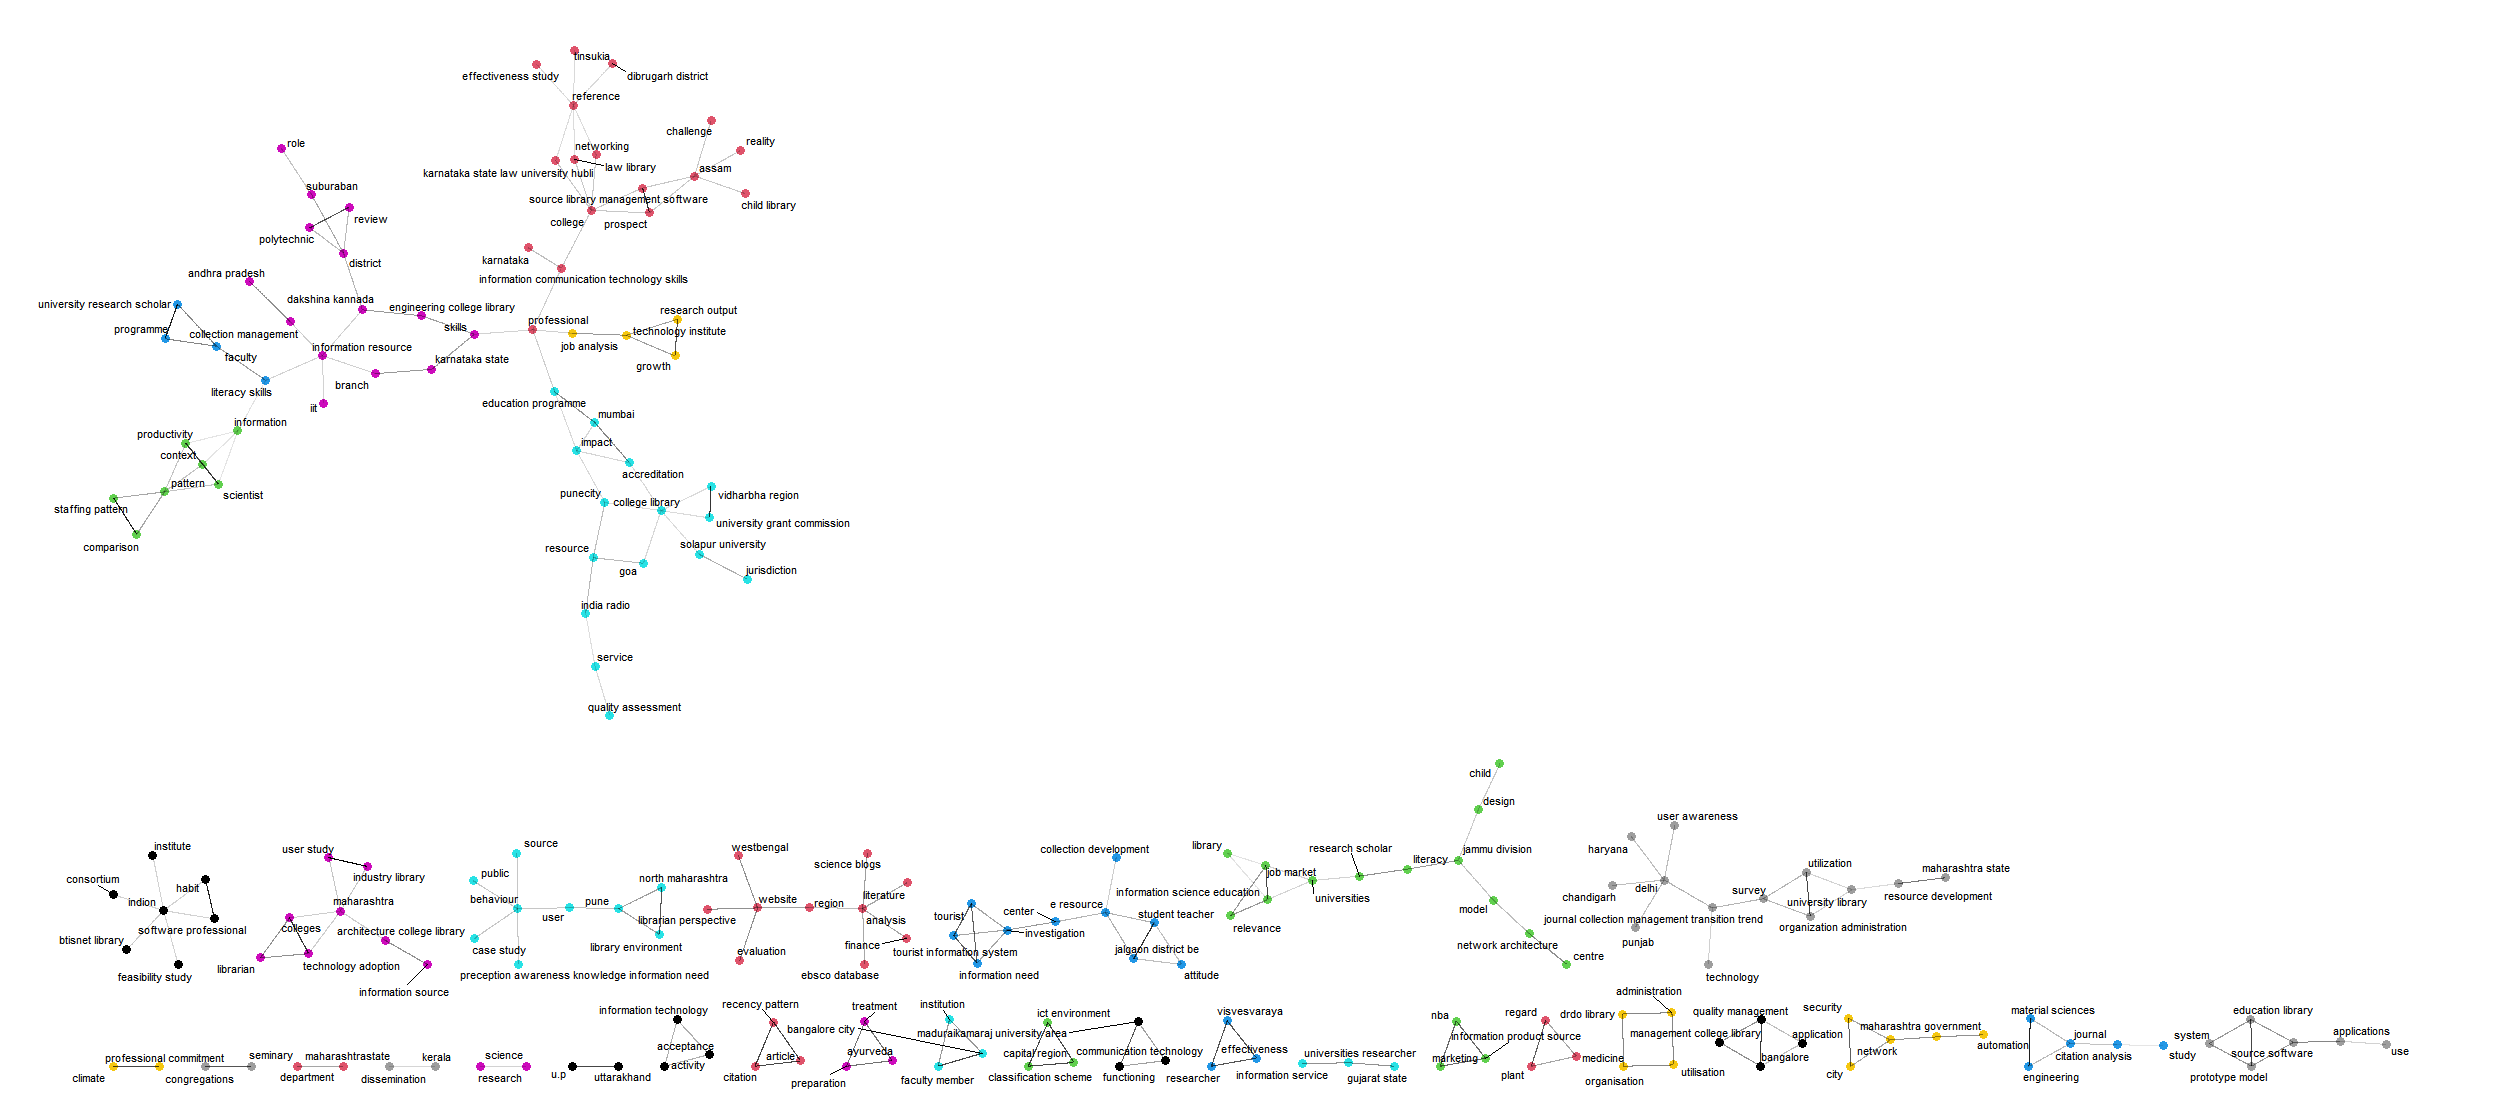 tinsukia
effectiveness study
dibrugarh district
reference
challenge
role
reality
networking
law library
assam
karnataka state law university hubli
suburaban
source library management software
child library
review
college
prospect
polytechnic
karnataka
district
andhra pradesh
information communication technology skills
dakshina kannada
university research scholar
engineering college library
research output
professional
programme
skills
technology institute
collection management
information resource
job analysis
faculty
karnataka state
growth
branch
literacy skills
education programme
iit
mumbai
information
productivity
impact
context
accreditation
pattern
scientist
punecity
college library
vidharbha region
staffing pattern
university grant commission
comparison
resource
solapur university
goa
jurisdiction
india radio
service
quality assessment
child
design
user awareness
institute
user study
source
westbengal
collection development
library
research scholar
jammu division
haryana
utilization
public
science blogs
literacy
maharashtra state
consortium
habit
industry library
north maharashtra
job market
delhi
survey
resource development
indion
maharashtra
behaviour
pune
website
literature
information science education
chandigarh
university library
user
librarian perspective
region
tourist
center
e resource
student teacher
universities
model
journal collection management transition trend
organization administration
software professional
colleges
architecture college library
analysis
investigation
relevance
btisnet library
case study
library environment
evaluation
finance
tourist information system
jalgaon district be
network architecture
punjab
librarian
technology adoption
preception awareness knowledge information need
ebsco database
information need
attitude
centre
technology
feasibility study
information source
information technology
recency pattern
treatment
institution
ict environment
visvesvaraya
nba
regard
administration
drdo library
quality management
security
material sciences
education library
bangalore city
maduraikamaraj university/area
information product source
management college library
application
maharashtra government
journal
system
applications
professional commitment
seminary
maharashtrastate
kerala
science
acceptance
article
ayurveda
capital region
communication technology
effectiveness
universities researcher
marketing
medicine
bangalore
network
automation
citation analysis
study
source software
use
climate
congregations
department
dissemination
research
u.p
uttarakhand
activity
citation
preparation
faculty member
classification scheme
functioning
researcher
information service
gujarat state
plant
organisation
utilisation
city
engineering
prototype model